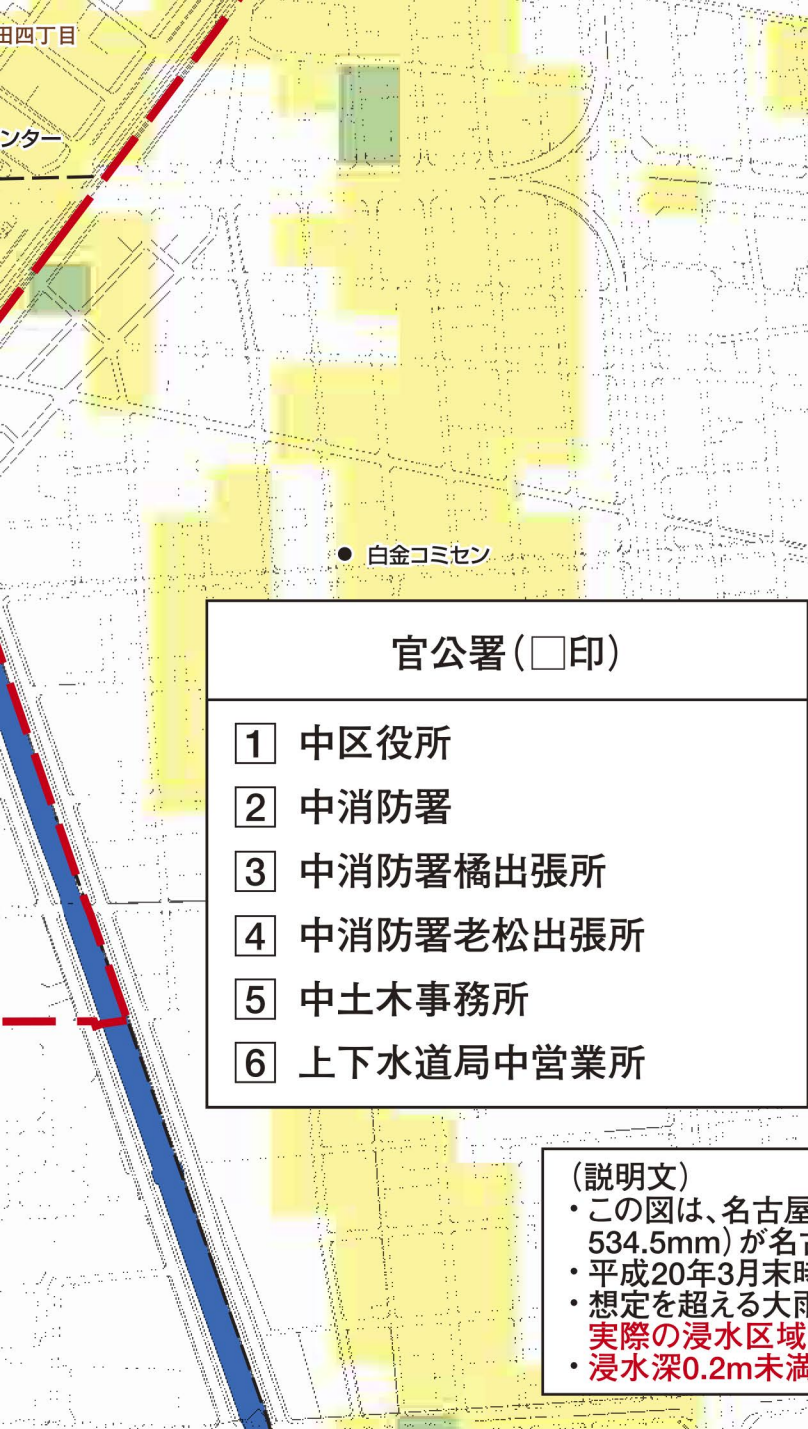 田四丁目
ンター
白金コミセン
官公署(□印)
1 中区役所
2 中消防署
3 中消防署橘出張所
4 中消防署老松出張所
5 中土木事務所
6 上下水道局中営業所
(説明文)
・この図は、名古屋
534.5mm)が名古
・平成20年3月末時
・想定を超える大雨
実際の浸水区域
・浸水深0.2m未満